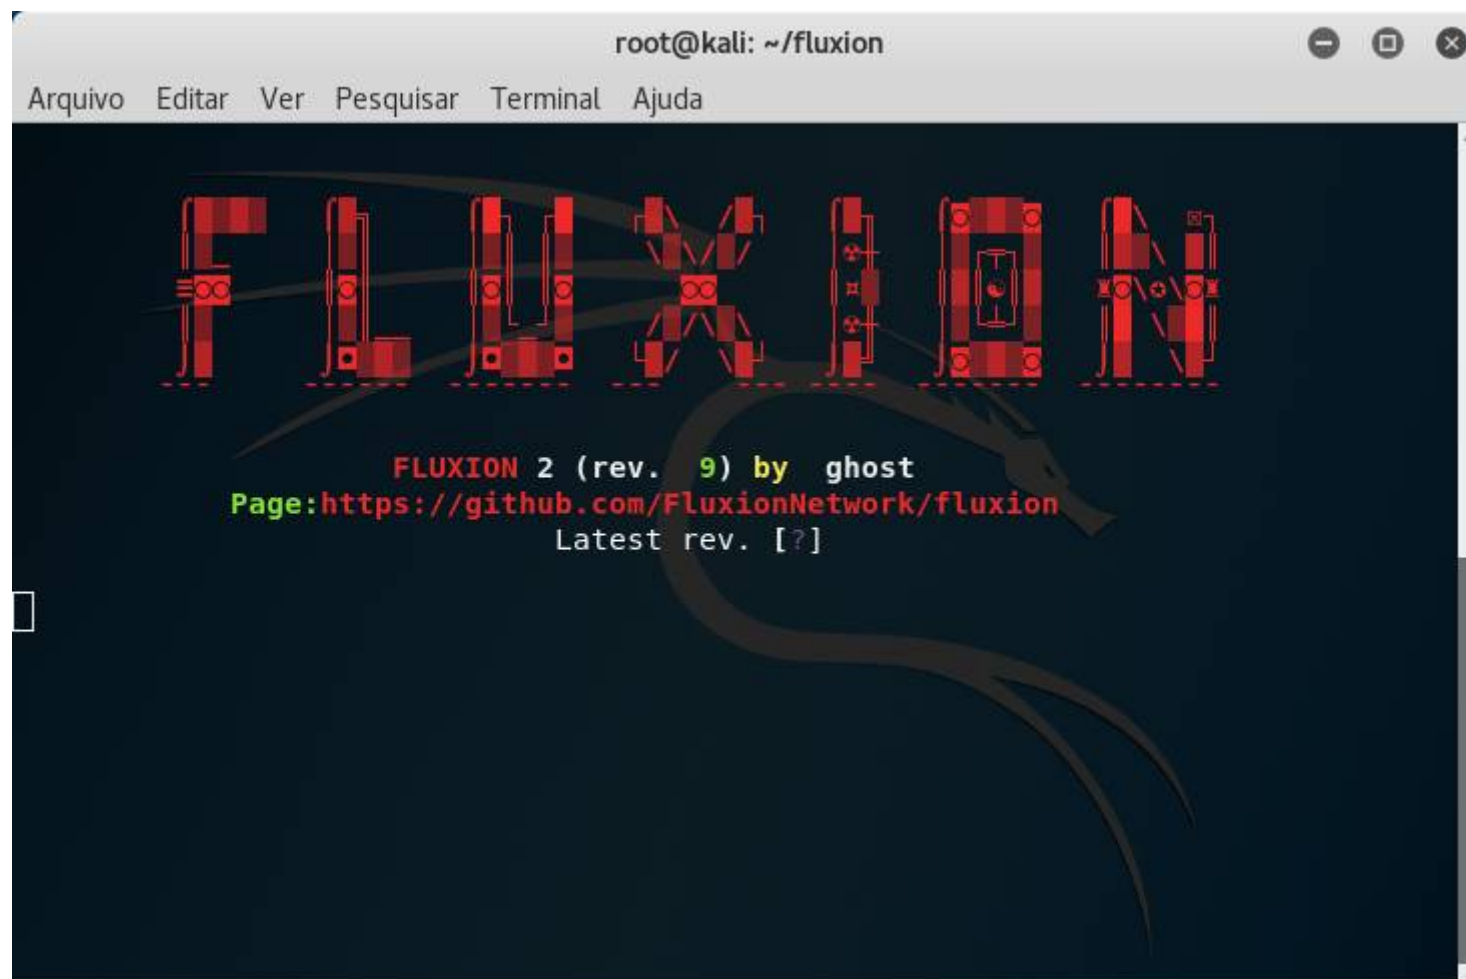 root@kali: ~/fluxion
Arquivo Editar Ver Pesquisar Terminal Ajuda
FLUXION
FLUXION 2 (rev. 9) by ghost
Page:https://github.com/FluxionNetwork/fluxion
Latest rev. [?]